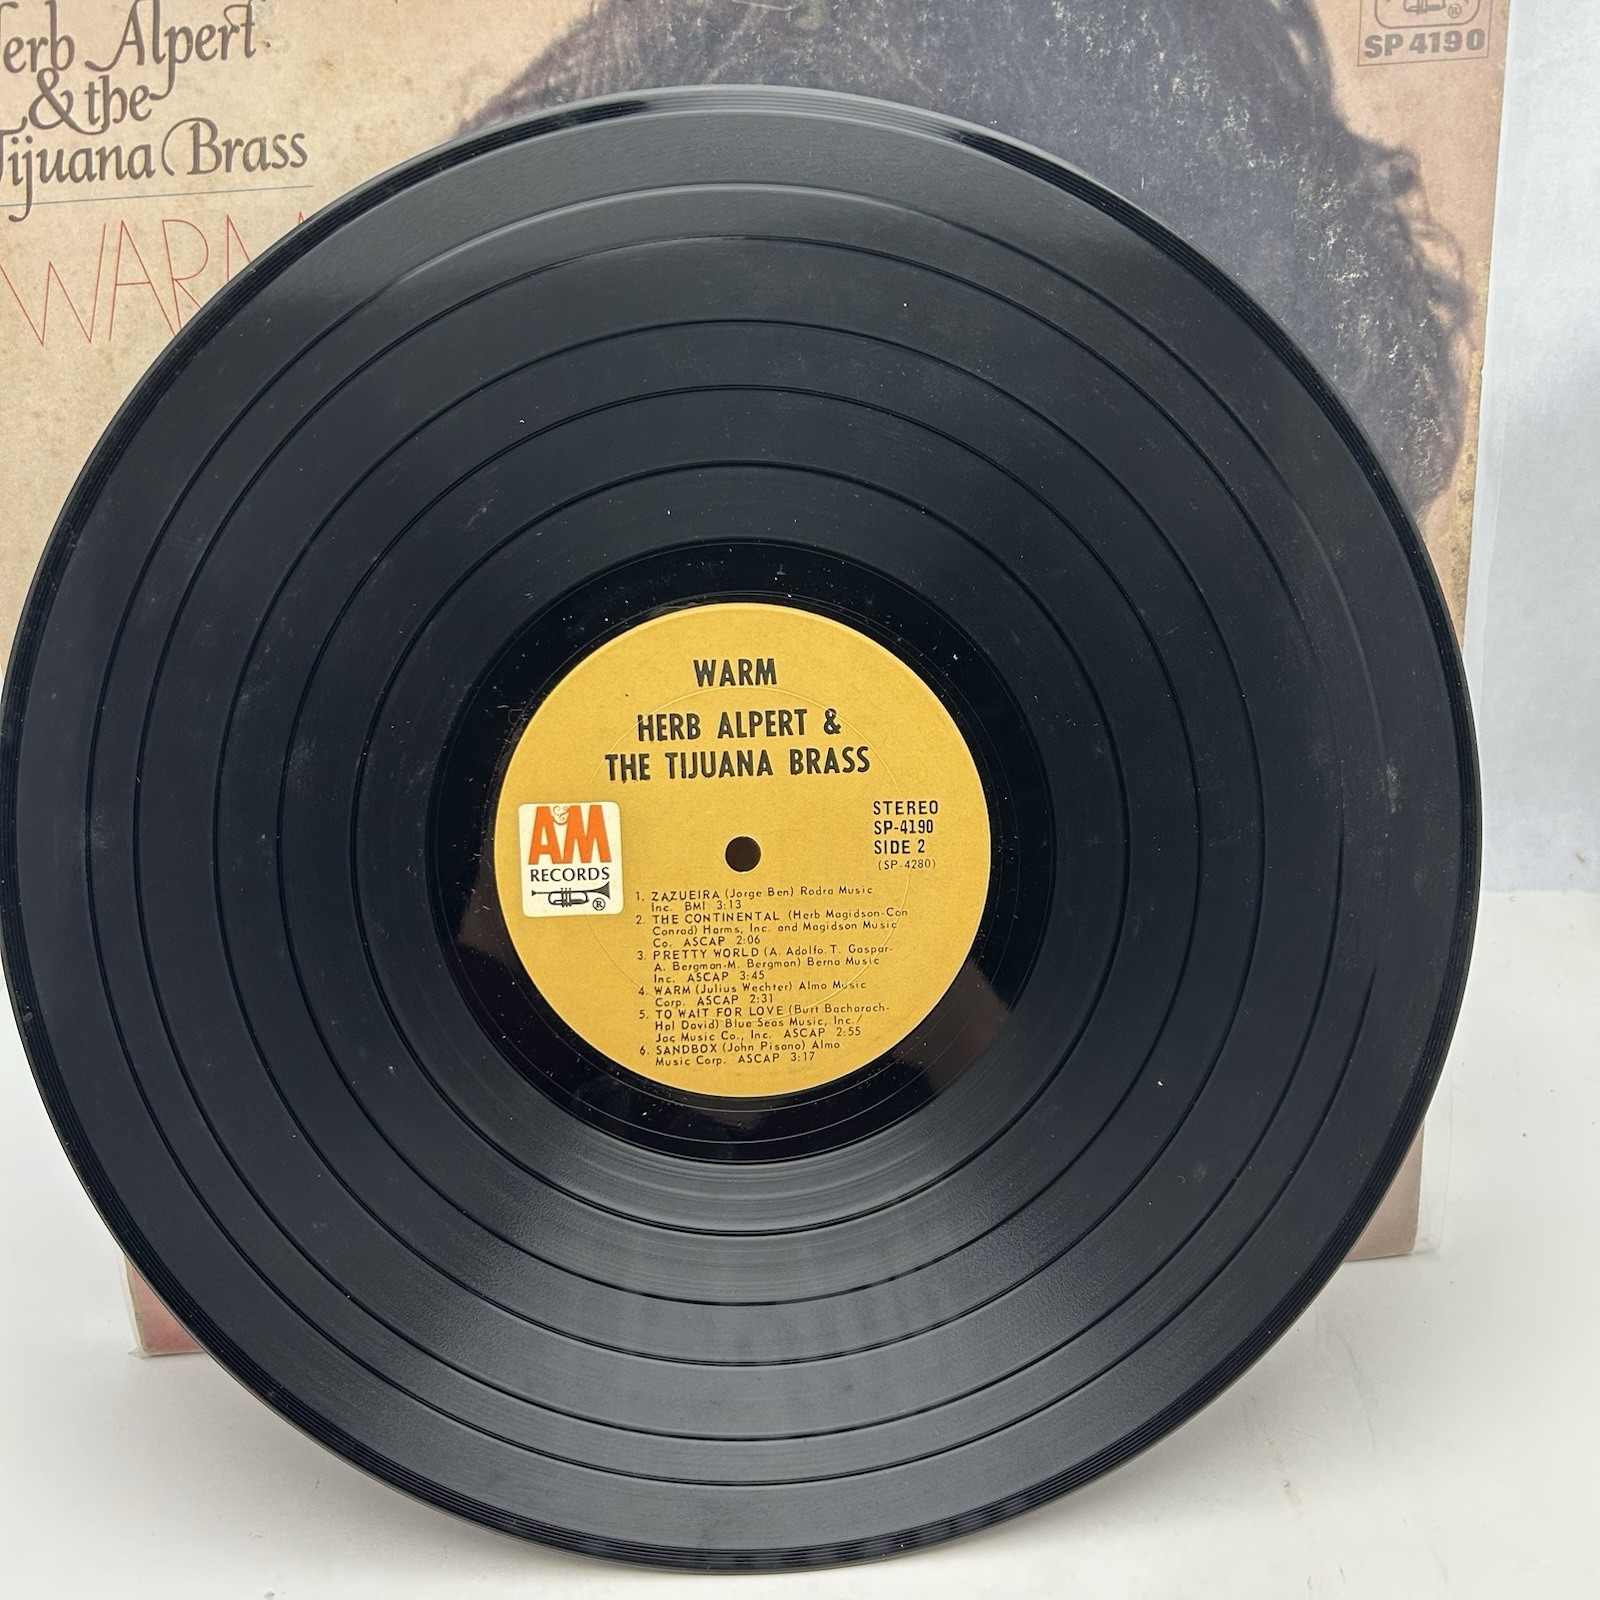 erb Alpert
& the
Tijuana Brass
WARM
SP 4190
WARM
HERB ALPERT &
THE TIJUANA BRASS
A&M
RECORDS
®
STEREO
SP-4190
SIDE 2
(SP-4280)
1. ZAZUEIRA (Jorge Ben) Rodra Music
Inc. BMI 3:13
2. THE CONTINENTAL (Herb Magidson-Con
Conrad) Harms, Inc. and Magidson Music
Co. ASCAP 2:06
3. PRETTY WORLD (A. Adolfo-T. Gaspar-
A. Bergman-M. Bergman) Berna Music
Inc. ASCAP 3:45
4. WARM (Julius Wechter) Almo Music
Corp. ASCAP 2:31
5. TO WAIT FOR LOVE (Burt Bacharach-
Hal David) Blue Seas Music, Inc./
Jac Music Co., Inc. ASCAP 2:55
6. SANDBOX (John Pisano) Almo
Music Corp. ASCAP 3:17